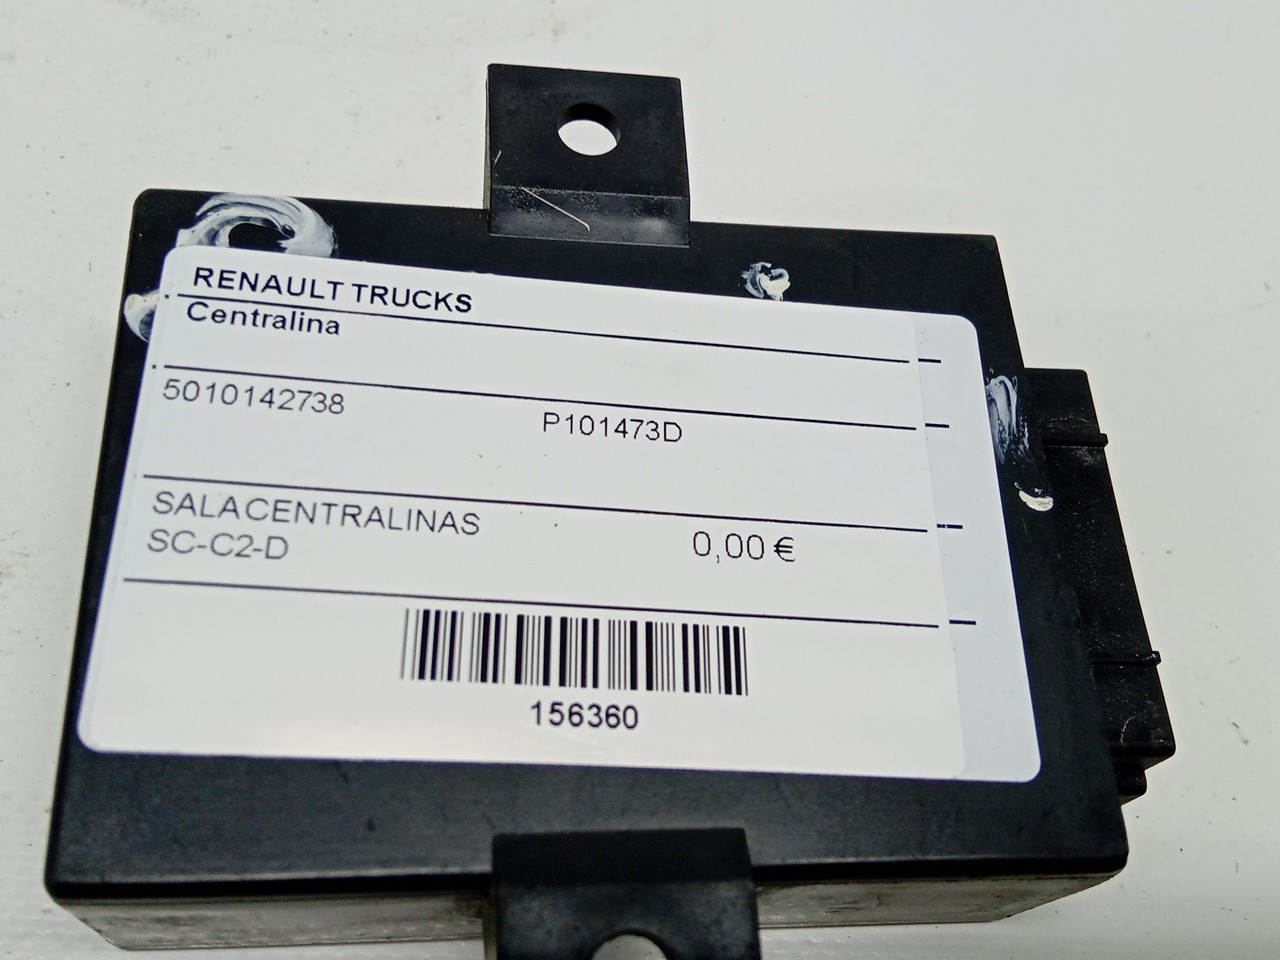 RENAULT TRUCKS
Centralina
5010142738
P101473D
SALACENTRALINAS
SC-C2-D
0,00 €
156360